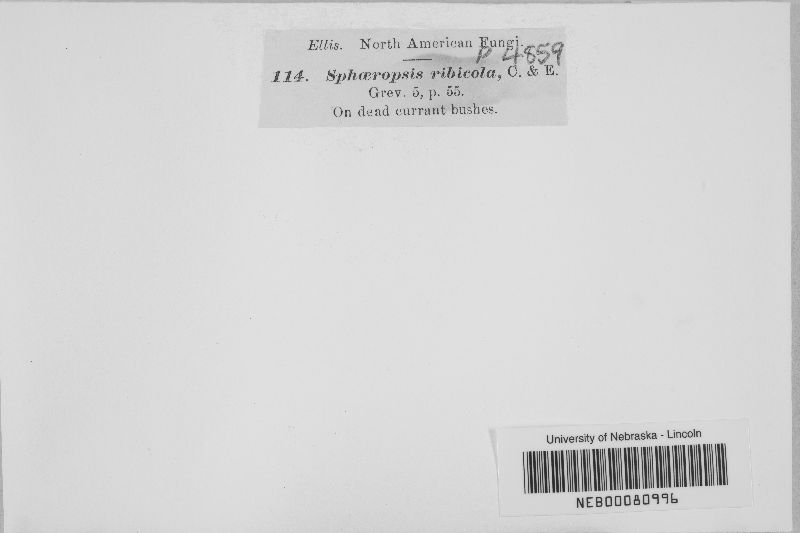 Ellis. North American Fungi.
P 4859
114. Sphæropsis ribicola, C. & E.
Grev. 5, p. 55.
On dead currant bushes.
University of Nebraska - Lincoln
NEB00080996